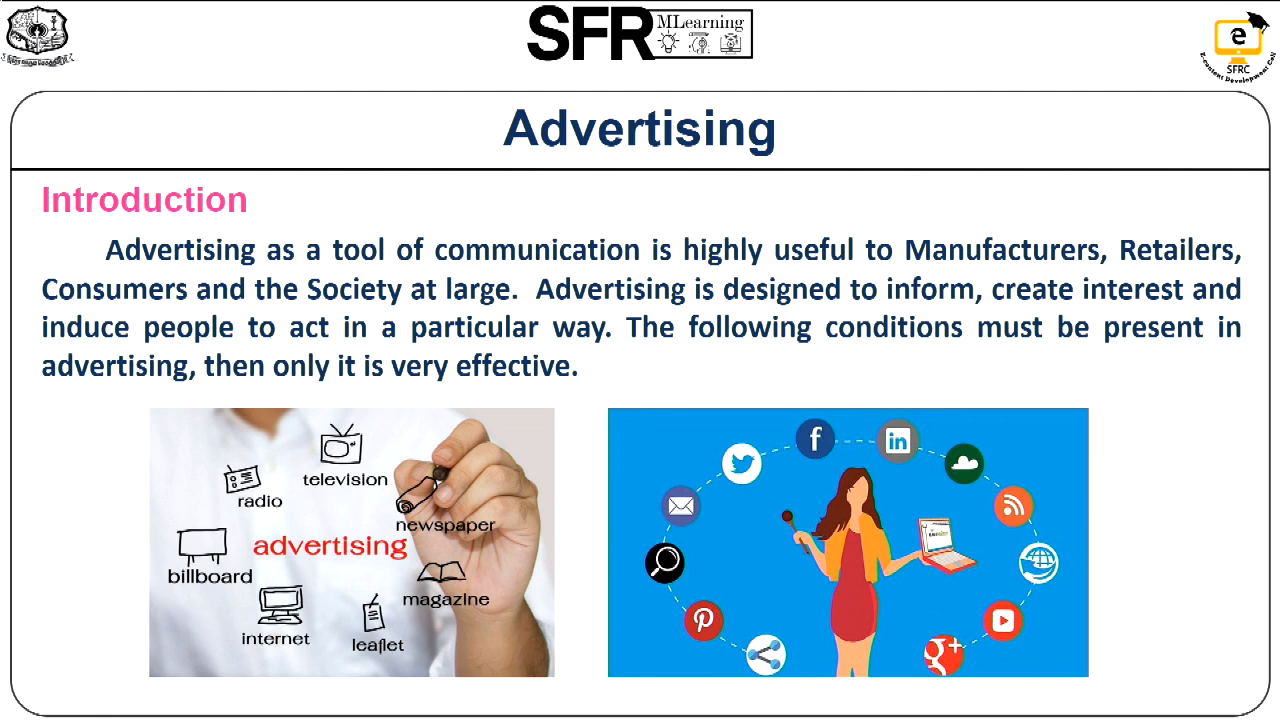 SFR
MLearning
e
SFRC
E-content Development Cell
Advertising
Introduction
Advertising as a tool of communication is highly useful to Manufacturers, Retailers,
Consumers and the Society at large. Advertising is designed to inform, create interest and
induce people to act in a particular way. The following conditions must be present in
advertising, then only it is very effective.
television
radio
newspaper
advertising
billboard
magazine
internet
leaflet
f
in
g+